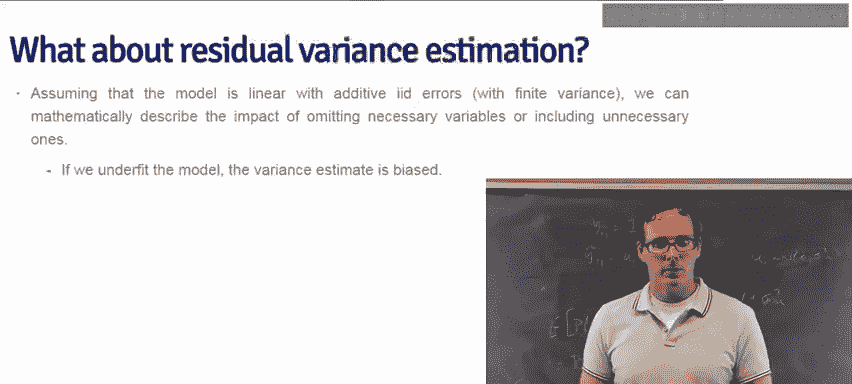 What about residual variance estimation?
· Assuming that the model is linear with additive iid errors (with finite variance), we can
mathematically describe the impact of omitting necessary variables or including unnecessary
ones.
- If we underfit the model, the variance estimate is biased.